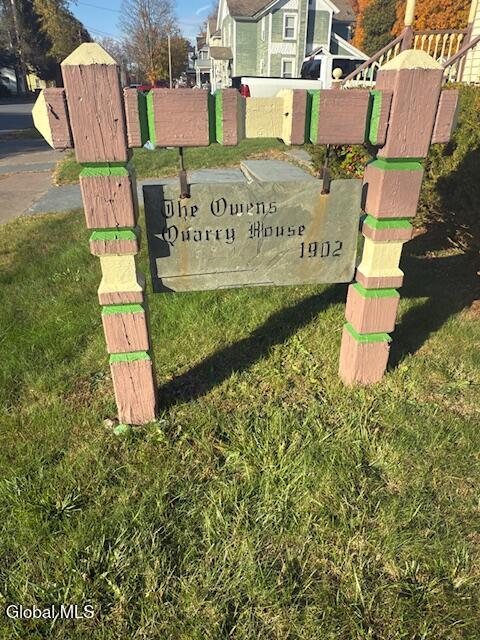 The Owens
Quarry House
1902
Global MLS